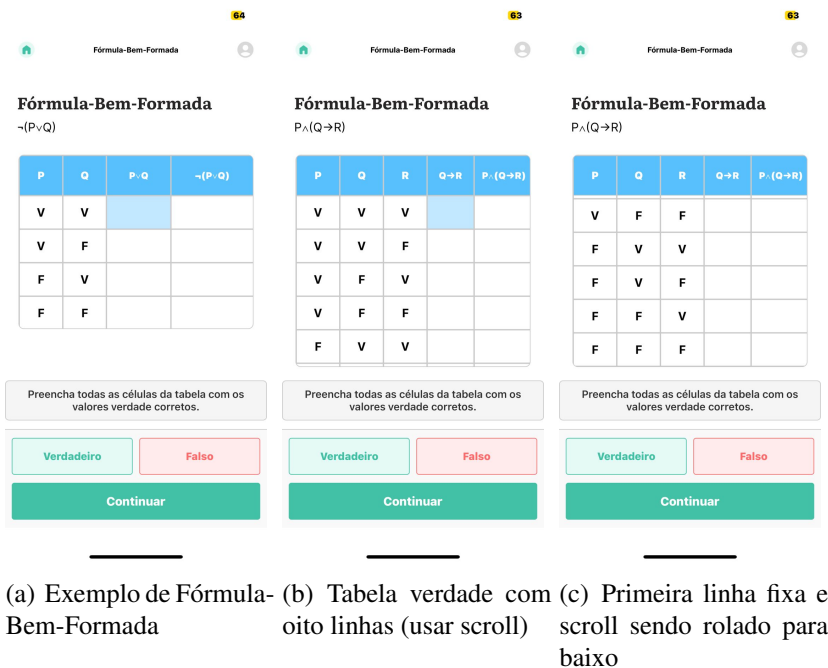 64
Fórmula-Bem-Formada
Fórmula-Bem-Formada
¬(P∨Q)
P Q P∨Q ¬(P∨Q)
V V
V F
F V
F F
Preencha todas as células da tabela com os
valores verdade corretos.
Verdadeiro Falso
Continuar
(a) Exemplo de Fórmula-
Bem-Formada
63
Fórmula-Bem-Formada
Fórmula-Bem-Formada
P∧(Q→R)
P Q R Q→R P∧(Q→R)
V V V
V V F
V F V
V F F
F V V
Preencha todas as células da tabela com os
valores verdade corretos.
Verdadeiro Falso
Continuar
(b) Tabela verdade com
oito linhas (usar scroll)
63
Fórmula-Bem-Formada
Fórmula-Bem-Formada
P∧(Q→R)
P Q R Q→R P∧(Q→R)
V F F
F V V
F V F
F F V
F F F
Preencha todas as células da tabela com os
valores verdade corretos.
Verdadeiro Falso
Continuar
(c) Primeira linha fixa e
scroll sendo rolado para
baixo